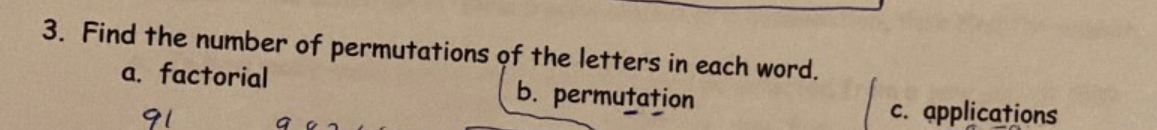 3. Find the number of permutations of the letters in each word.
a. factorial
b. permutation
c. applications
9!